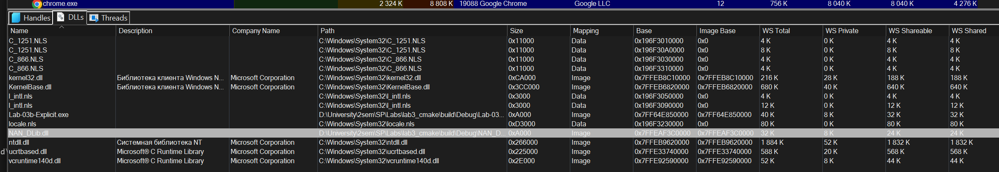 chrome.exe 2 324 K 8 808 K 19088 Google Chrome Google LLC 12 756 K 8 040 K 8 040 K 4 276 K
Handles DLLs Threads
Name Description Company Name Path Size Mapping Base Image Base WS Total WS Private WS Shareable WS Shared
C_1251.NLS C:\Windows\System32\C_1251.NLS 0x11000 Data 0x196F3010000 0x0 4 K 0 K 4 K 4 K
C_1251.NLS C:\Windows\System32\C_1251.NLS 0x11000 Data 0x196F30A0000 0x0 8 K 0 K 8 K 8 K
C_866.NLS C:\Windows\System32\C_866.NLS 0x11000 Data 0x196F3030000 0x0 4 K 0 K 4 K 4 K
C_866.NLS C:\Windows\System32\C_866.NLS 0x11000 Data 0x196F3310000 0x0 4 K 0 K 4 K 4 K
kernel32.dll Библиотека клиента Windows N... Microsoft Corporation C:\Windows\System32\kernel32.dll 0xCA000 Image 0x7FFEB8C10000 0x7FFEB8C10000 216 K 28 K 188 K 188 K
KernelBase.dll Библиотека клиента Windows N... Microsoft Corporation C:\Windows\System32\KernelBase.dll 0x3CC000 Image 0x7FFEB6820000 0x7FFEB6820000 680 K 40 K 640 K 640 K
l_intl.nls C:\Windows\System32\l_intl.nls 0x3000 Data 0x196F3050000 0x0 4 K 0 K 4 K 4 K
l_intl.nls C:\Windows\System32\l_intl.nls 0x3000 Data 0x196F3090000 0x0 12 K 0 K 12 K 12 K
Lab-03b-Explicit.exe D:\University\2sem\SP\Labs\lab3_cmake\build\Debug\Lab-03... 0xA000 Image 0x7FF64E850000 0x7FF64E850000 40 K 8 K 32 K 32 K
locale.nls C:\Windows\System32\locale.nls 0xD3000 Data 0x196F3230000 0x0 80 K 0 K 80 K 80 K
NAN_DLib.dll D:\University\2sem\SP\Labs\lab3_cmake\build\Debug\NAN_D... 0xA000 Image 0x7FFEAF3C0000 0x7FFEAF3C0000 32 K 8 K 24 K 24 K
ntdll.dll Системная библиотека NT Microsoft Corporation C:\Windows\System32\ntdll.dll 0x266000 Image 0x7FFEB9620000 0x7FFEB9620000 1 884 K 52 K 1 832 K 1 832 K
ucrtbased.dll Microsoft® C Runtime Library Microsoft Corporation C:\Windows\System32\ucrtbased.dll 0x225000 Image 0x7FFE33740000 0x7FFE33740000 588 K 20 K 568 K 568 K
vcruntime140d.dll Microsoft® C Runtime Library Microsoft Corporation C:\Windows\System32\vcruntime140d.dll 0x2E000 Image 0x7FFE92590000 0x7FFE92590000 52 K 8 K 44 K 44 K